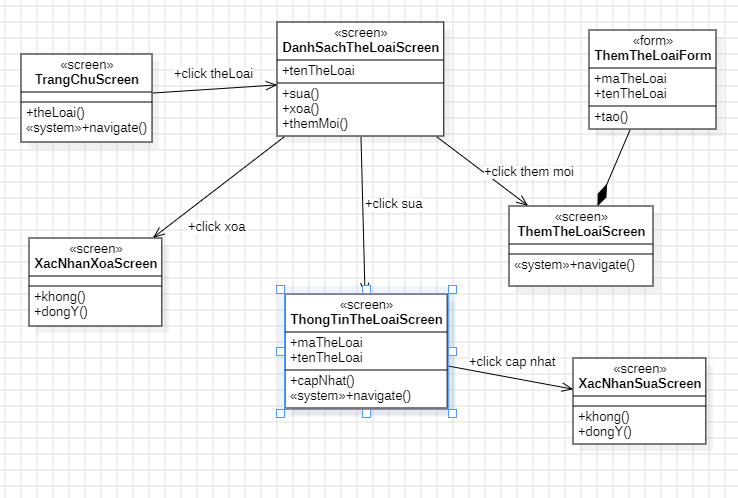 «screen»
TrangChuScreen
+theLoai()
«system»+navigate()
+click theLoai
«screen»
DanhSachTheLoaiScreen
+tenTheLoai
+sua()
+xoa()
+themMoi()
«form»
ThemTheLoaiForm
+maTheLoai
+tenTheLoai
+tao()
+click them moi
+click sua
+click xoa
«screen»
ThemTheLoaiScreen
«system»+navigate()
«screen»
XacNhanXoaScreen
+khong()
+dongY()
«screen»
ThongTinTheLoaiScreen
+maTheLoai
+tenTheLoai
+capNhat()
«system»+navigate()
+click cap nhat
«screen»
XacNhanSuaScreen
+khong()
+dongY()